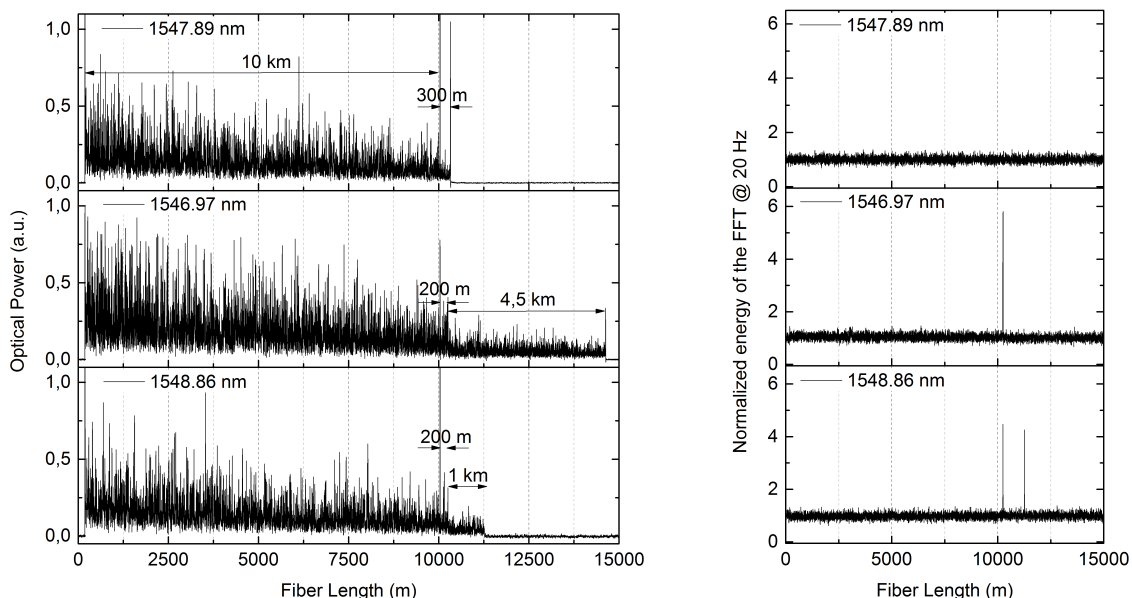 Optical Power (a.u.)
1547.89 nm
1,0
10 km
0,5
300 m
0,0
1546.97 nm
1,0
0,5
200 m
4,5 km
0,0
1548.86 nm
1,0
200 m
0,5
1 km
0,0
0 2500 5000 7500 10000 12500 15000
Fiber Length (m)
Normalized energy of the FFT @ 20 Hz
1547.89 nm
6
4
2
0
1546.97 nm
6
4
2
0
1548.86 nm
6
4
2
0
0 5000 10000 15000
Fiber Length (m)